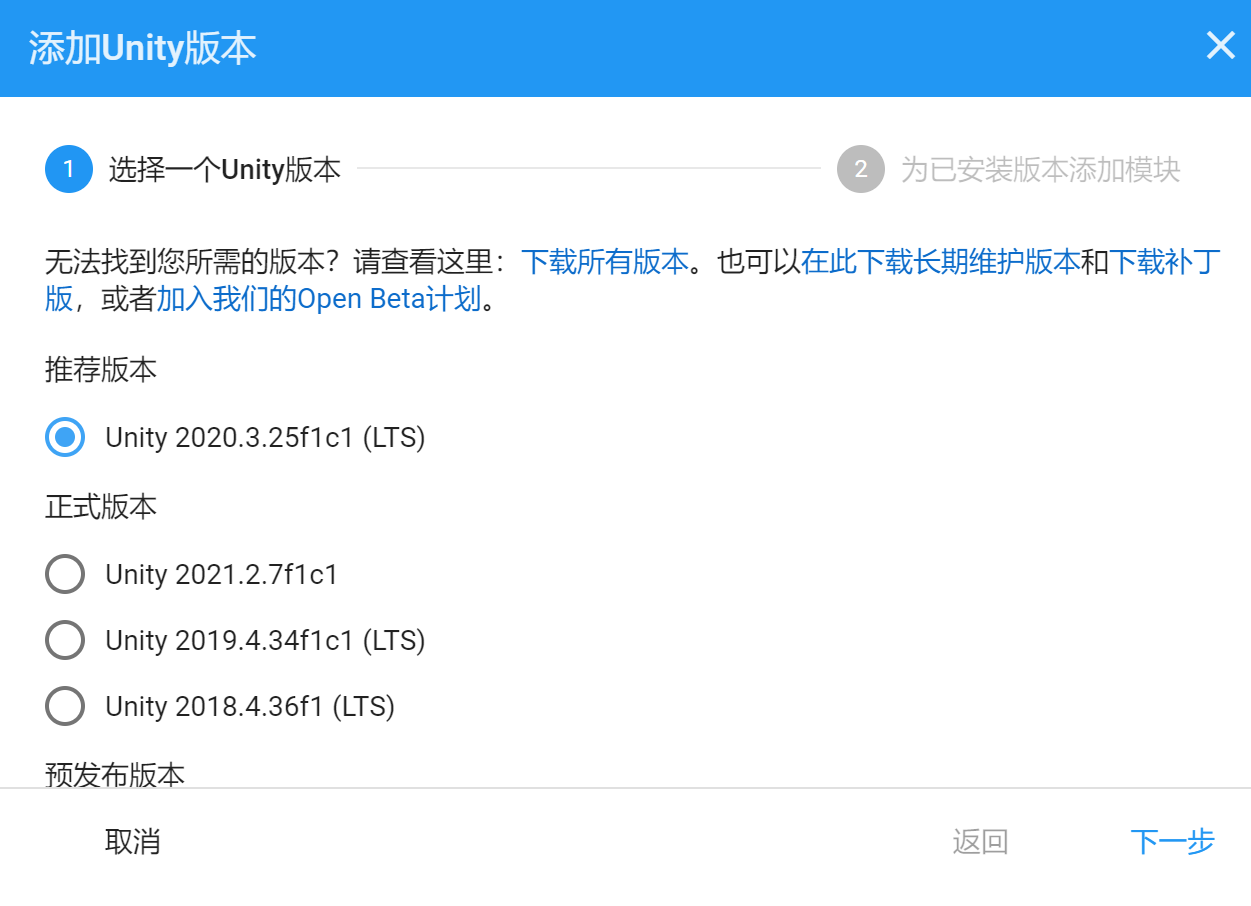 添加Unity版本
1 选择一个Unity版本 2 为已安装版本添加模块
无法找到您所需的版本？请查看这里：下载所有版本。也可以在此下载长期维护版本和下载补丁
版，或者加入我们的Open Beta计划。
推荐版本
Unity 2020.3.25f1c1 (LTS)
正式版本
Unity 2021.2.7f1c1
Unity 2019.4.34f1c1 (LTS)
Unity 2018.4.36f1 (LTS)
预发布版本
取消 返回 下一步